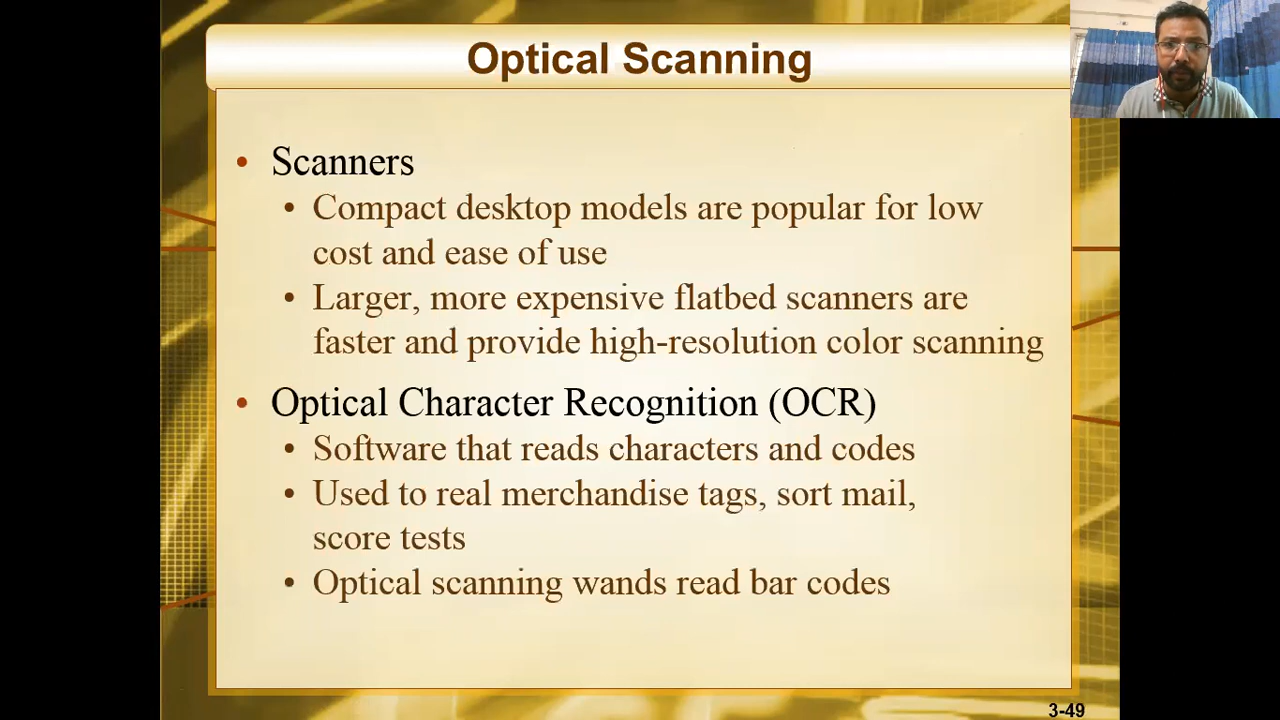 Optical Scanning
• Scanners
• Compact desktop models are popular for low
cost and ease of use
• Larger, more expensive flatbed scanners are
faster and provide high-resolution color scanning
• Optical Character Recognition (OCR)
• Software that reads characters and codes
• Used to real merchandise tags, sort mail,
score tests
• Optical scanning wands read bar codes
3-49